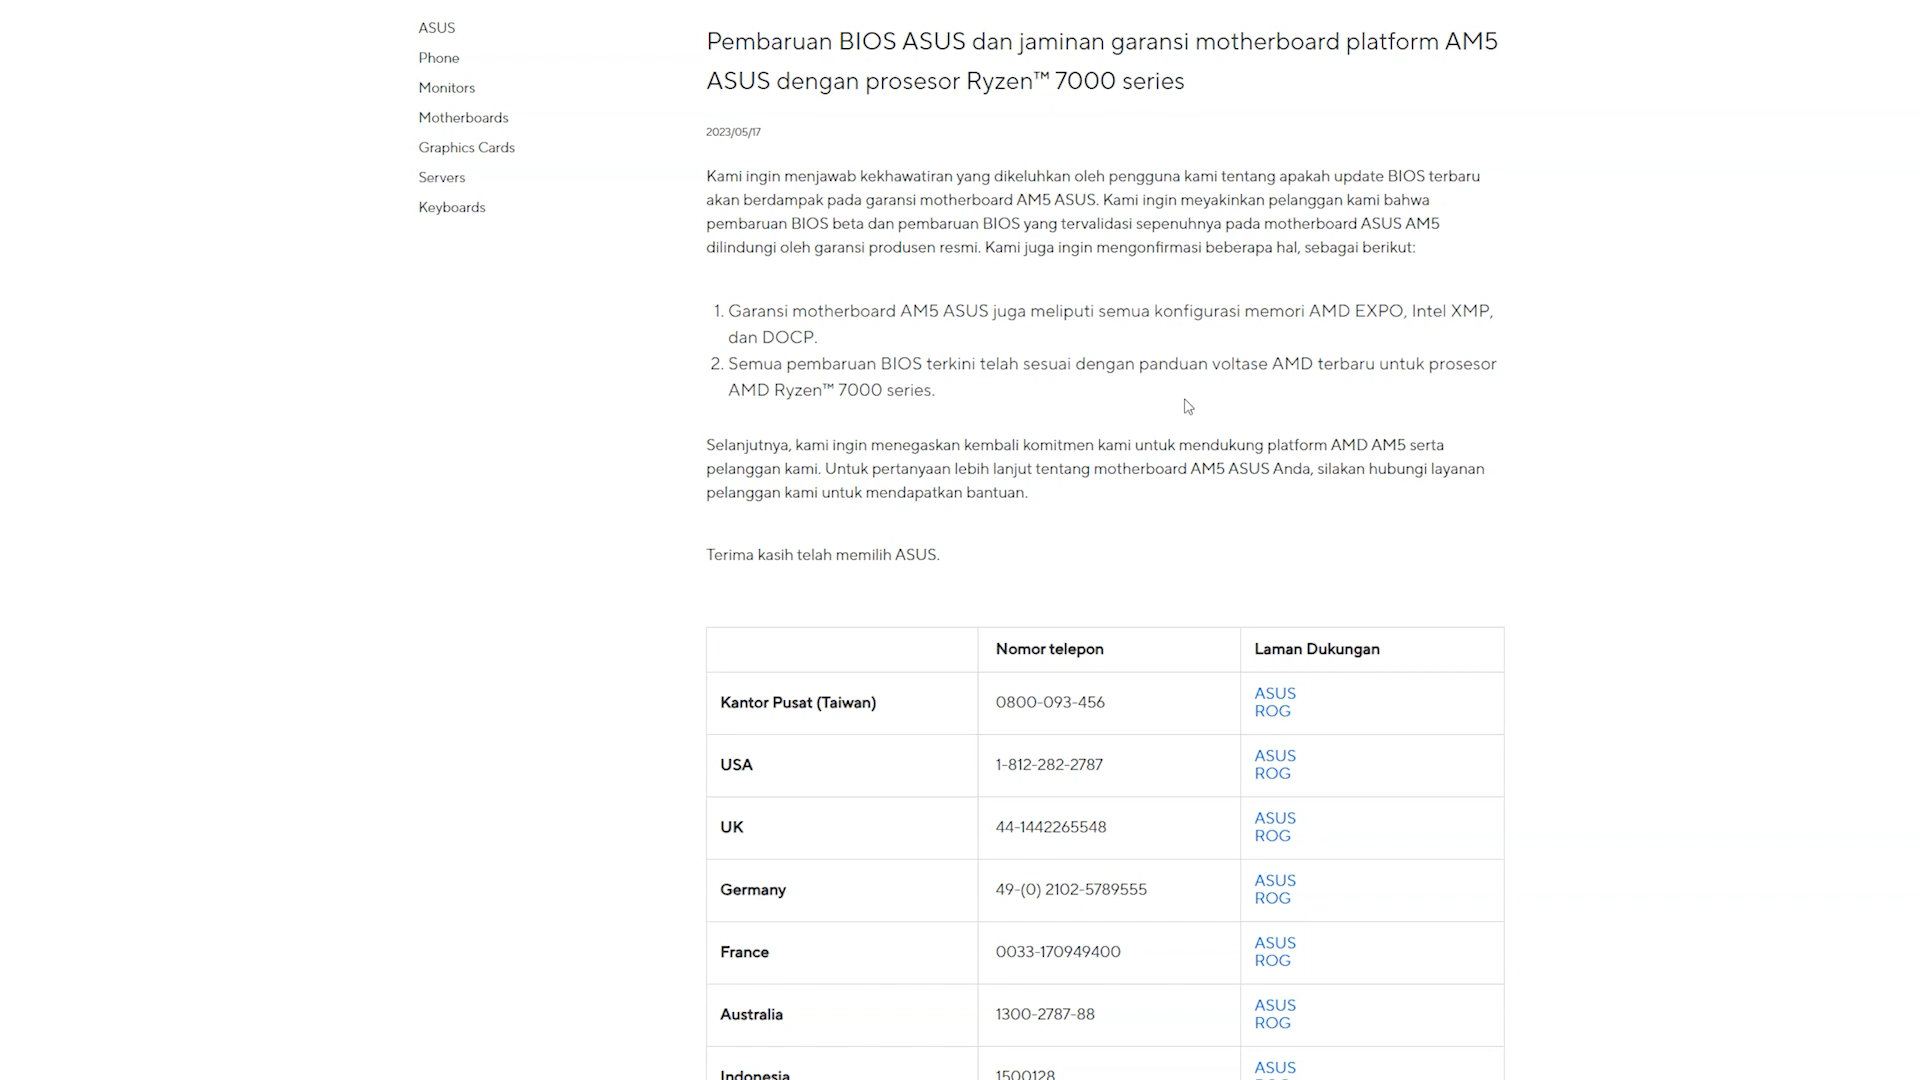 ASUS
Phone
Monitors
Motherboards
Graphics Cards
Servers
Keyboards
Pembaruan BIOS ASUS dan jaminan garansi motherboard platform AM5
ASUS dengan prosesor Ryzen™ 7000 series
2023/05/17
Kami ingin menjawab kekhawatiran yang dikeluhkan oleh pengguna kami tentang apakah update BIOS terbaru
akan berdampak pada garansi motherboard AM5 ASUS. Kami ingin meyakinkan pelanggan kami bahwa
pembaruan BIOS beta dan pembaruan BIOS yang tervalidasi sepenuhnya pada motherboard ASUS AM5
dilindungi oleh garansi produsen resmi. Kami juga ingin mengonfirmasi beberapa hal, sebagai berikut:
1. Garansi motherboard AM5 ASUS juga meliputi semua konfigurasi memori AMD EXPO, Intel XMP,
dan DOCP.
2. Semua pembaruan BIOS terkini telah sesuai dengan panduan voltase AMD terbaru untuk prosesor
AMD Ryzen™ 7000 series.
Selanjutnya, kami ingin menegaskan kembali komitmen kami untuk mendukung platform AMD AM5 serta
pelanggan kami. Untuk pertanyaan lebih lanjut tentang motherboard AM5 ASUS Anda, silakan hubungi layanan
pelanggan kami untuk mendapatkan bantuan.
Terima kasih telah memilih ASUS.
Nomor telepon Laman Dukungan
Kantor Pusat (Taiwan) 0800-093-456 ASUS
ROG
USA 1-812-282-2787 ASUS
ROG
UK 44-1442265548 ASUS
ROG
Germany 49-(0) 2102-5789555 ASUS
ROG
France 0033-170949400 ASUS
ROG
Australia 1300-2787-88 ASUS
ROG
Indonesia 1500128 ASUS